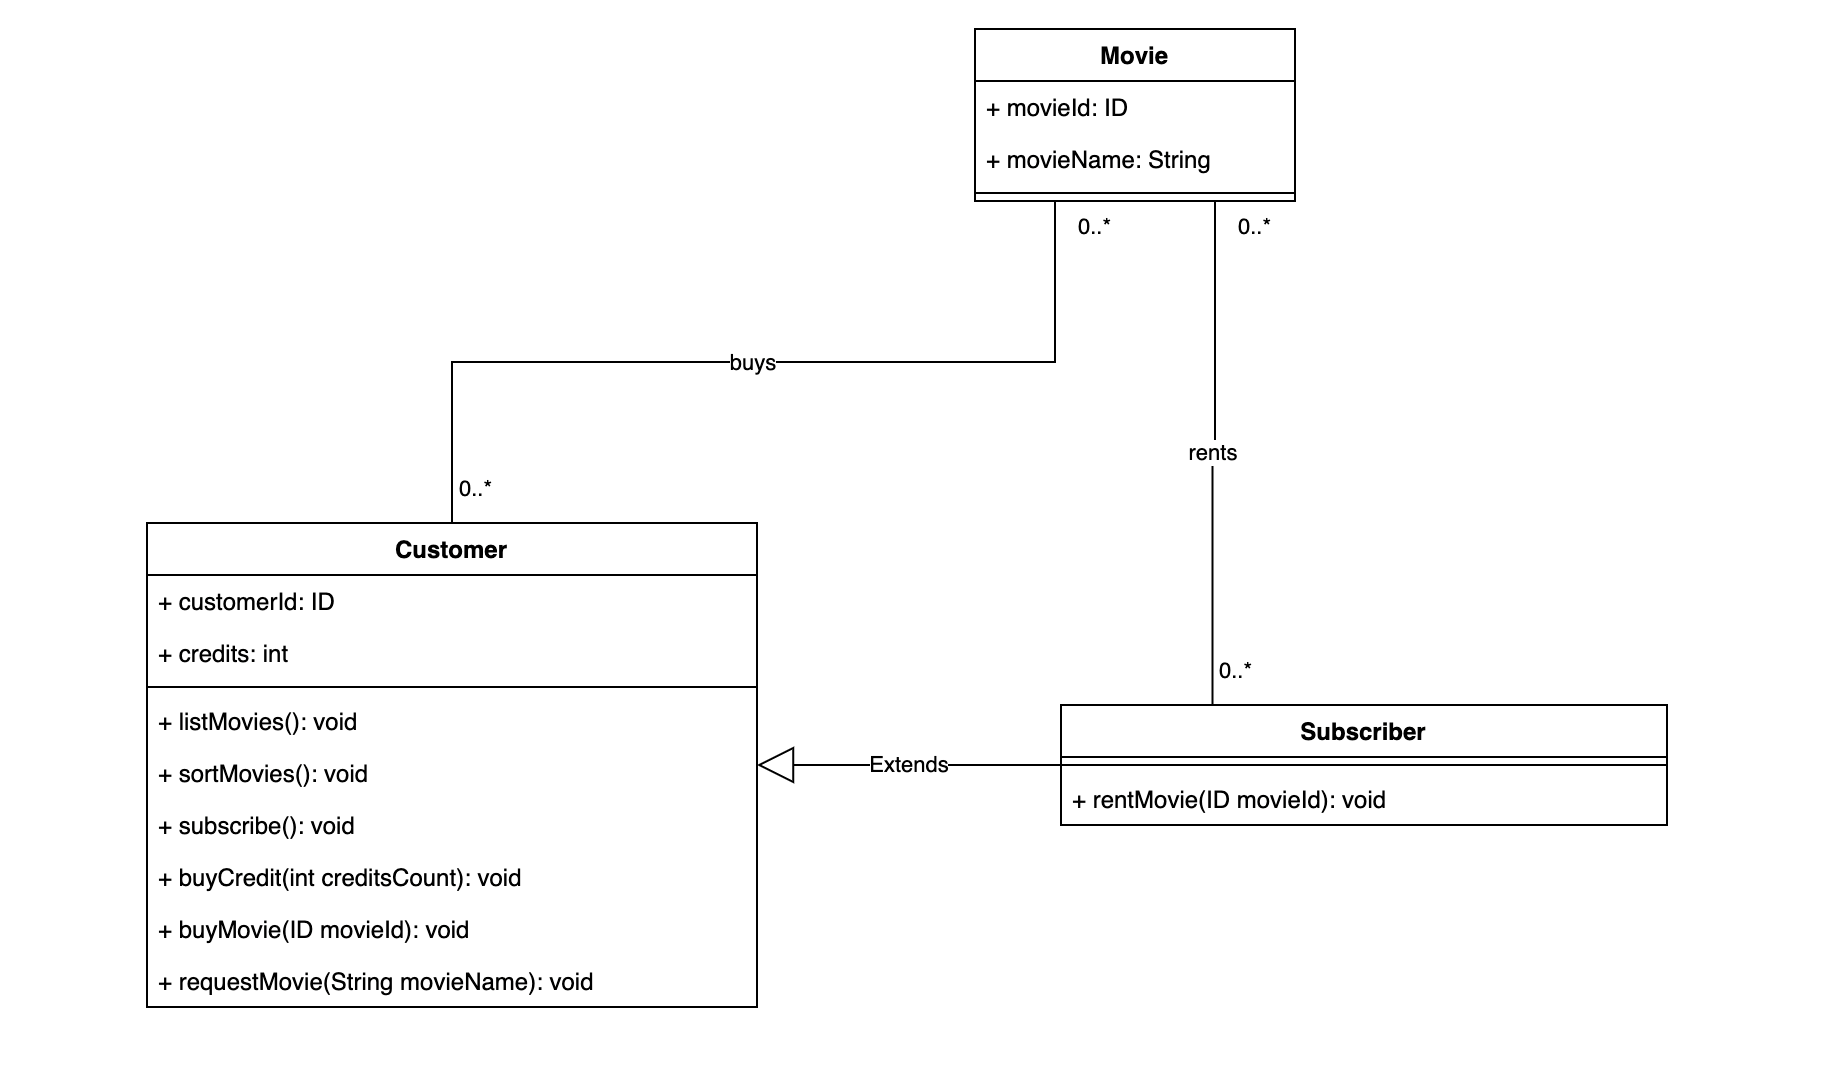 Movie
+ movieId: ID
+ movieName: String
0..*
0..*
buys
rents
0..*
Customer
+ customerId: ID
+ credits: int
+ listMovies(): void
+ sortMovies(): void
+ subscribe(): void
+ buyCredit(int creditsCount): void
+ buyMovie(ID movieId): void
+ requestMovie(String movieName): void
Extends
0..*
Subscriber
+ rentMovie(ID movieId): void